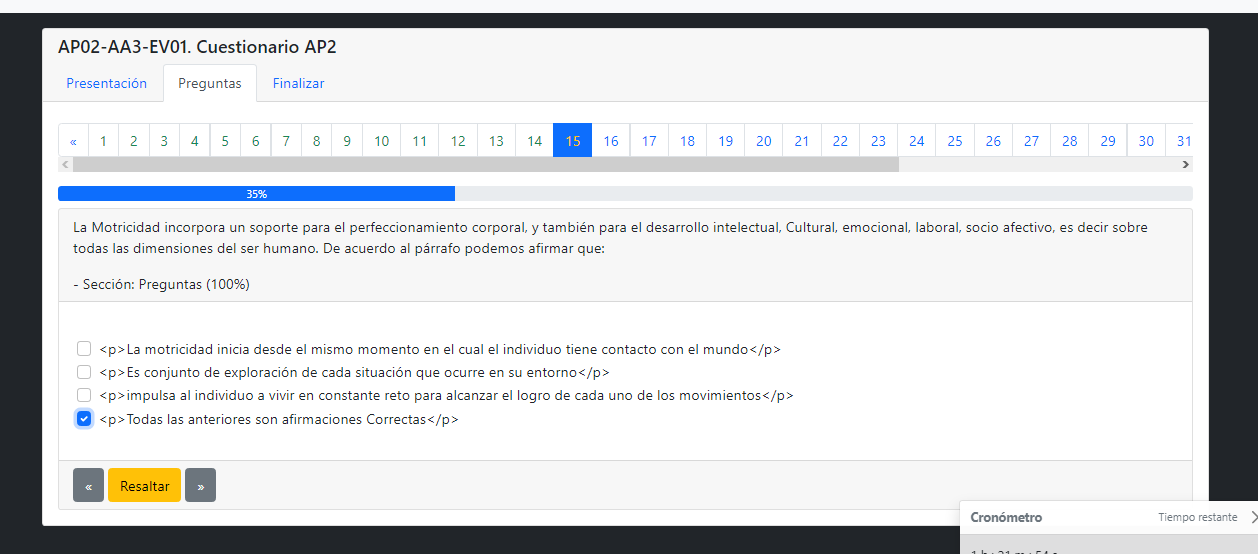 AP02-AA3-EV01. Cuestionario AP2
Presentación Preguntas Finalizar
« 1 2 3 4 5 6 7 8 9 10 11 12 13 14 15 16 17 18 19 20 21 22 23 24 25 26 27 28 29 30 31
35%
La Motricidad incorpora un soporte para el perfeccionamiento corporal, y también para el desarrollo intelectual, Cultural, emocional, laboral, socio afectivo, es decir sobre
todas las dimensiones del ser humano. De acuerdo al párrafo podemos afirmar que:
- Sección: Preguntas (100%)
<p>La motricidad inicia desde el mismo momento en el cual el individuo tiene contacto con el mundo</p>
<p>Es conjunto de exploración de cada situación que ocurre en su entorno</p>
<p>impulsa al individuo a vivir en constante reto para alcanzar el logro de cada uno de los movimientos</p>
<p>Todas las anteriores son afirmaciones Correctas</p>
« Resaltar »
Cronómetro Tiempo restante